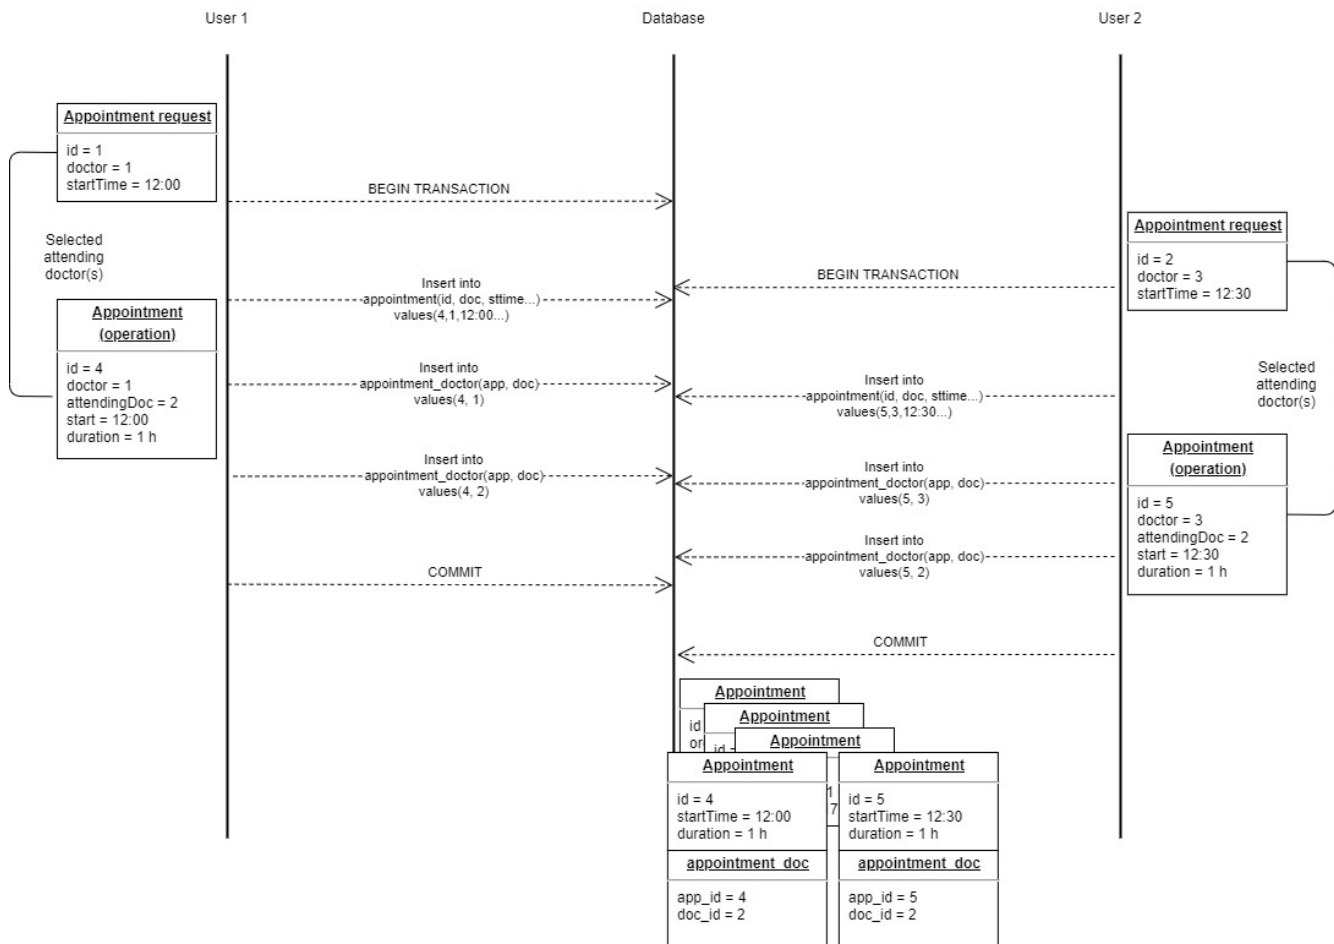 User 1
Database
User 2
Appointment request
id = 1
doctor = 1
startTime = 12:00
BEGIN TRANSACTION
Appointment request
id = 2
doctor = 3
startTime = 12:30
Selected
attending
doctor(s)
BEGIN TRANSACTION
Insert into
appointment(id, doc, sttime...)
values(4,1,12:00...)
Appointment
(operation)
id = 4
doctor = 1
attendingDoc = 2
start = 12:00
duration = 1 h
Insert into
appointment_doctor(app, doc)
values(4, 1)
Insert into
appointment(id, doc, sttime...)
values(5,3,12:30...)
Selected
attending
doctor(s)
Appointment
(operation)
id = 5
doctor = 3
attendingDoc = 2
start = 12:30
duration = 1 h
Insert into
appointment_doctor(app, doc)
values(4, 2)
Insert into
appointment_doctor(app, doc)
values(5, 3)
Insert into
appointment_doctor(app, doc)
values(5, 2)
COMMIT
COMMIT
Appointment
id
Appointment
id =
Appointment
1
7
Appointment
id = 4
startTime = 12:00
duration = 1 h
appointment_doc
app_id = 4
doc_id = 2
Appointment
id = 5
startTime = 12:30
duration = 1 h
appointment_doc
app_id = 5
doc_id = 2